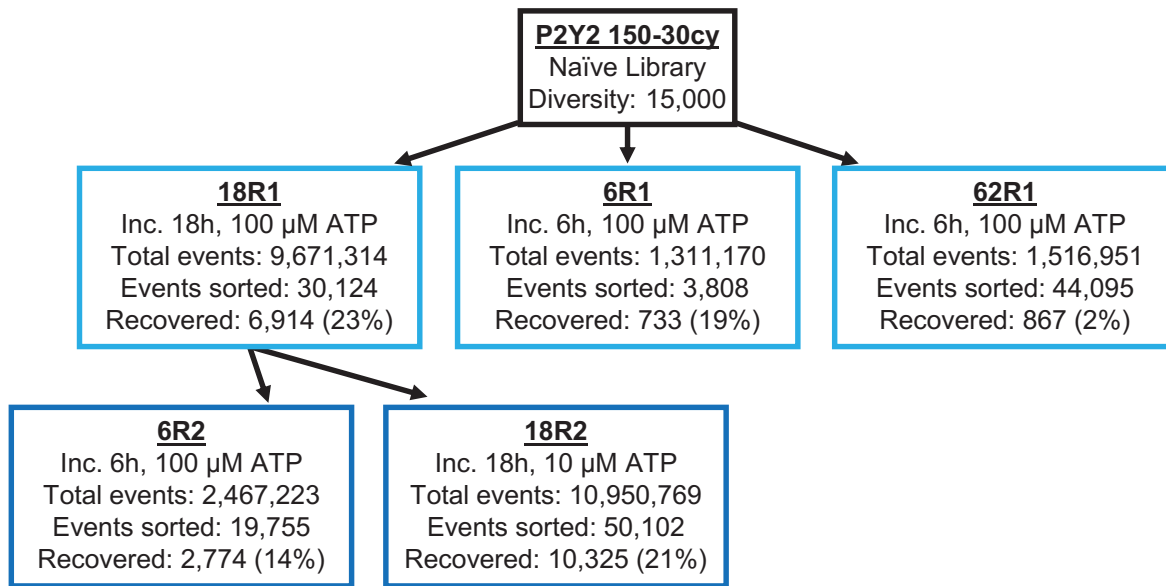 P2Y2 150-30cy
Naïve Library
Diversity: 15,000
18R1
Inc. 18h, 100 µM ATP
Total events: 9,671,314
Events sorted: 30,124
Recovered: 6,914 (23%)
6R1
Inc. 6h, 100 µM ATP
Total events: 1,311,170
Events sorted: 3,808
Recovered: 733 (19%)
62R1
Inc. 6h, 100 µM ATP
Total events: 1,516,951
Events sorted: 44,095
Recovered: 867 (2%)
6R2
Inc. 6h, 100 µM ATP
Total events: 2,467,223
Events sorted: 19,755
Recovered: 2,774 (14%)
18R2
Inc. 18h, 10 µM ATP
Total events: 10,950,769
Events sorted: 50,102
Recovered: 10,325 (21%)